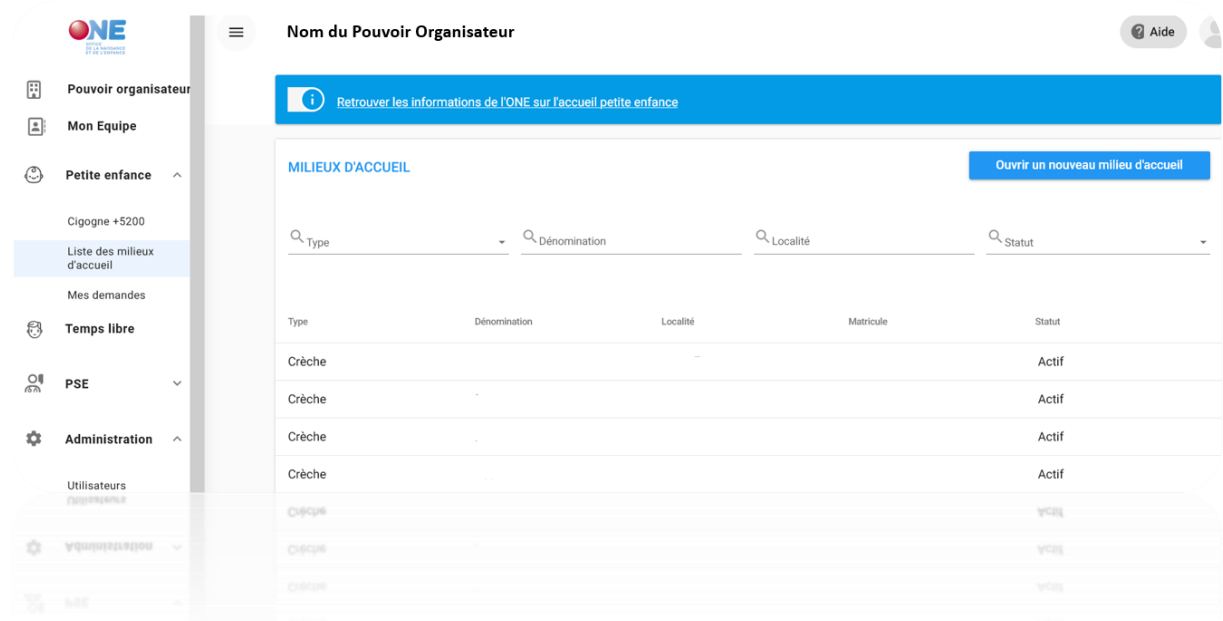 ONE
OFFICE
DE LA NAISSANCE
ET DE L'ENFANCE
Nom du Pouvoir Organisateur
Aide
Pouvoir organisateur
Mon Equipe
Petite enfance
Cigogne +5200
Liste des milieux
d'accueil
Mes demandes
Temps libre
PSE
Administration
Utilisateurs
Retrouver les informations de l'ONE sur l'accueil petite enfance
MILIEUX D'ACCUEIL
Ouvrir un nouveau milieu d'accueil
Type Dénomination Localité Statut
Type Dénomination Localité Matricule Statut
Crèche Actif
Crèche Actif
Crèche Actif
Crèche Actif